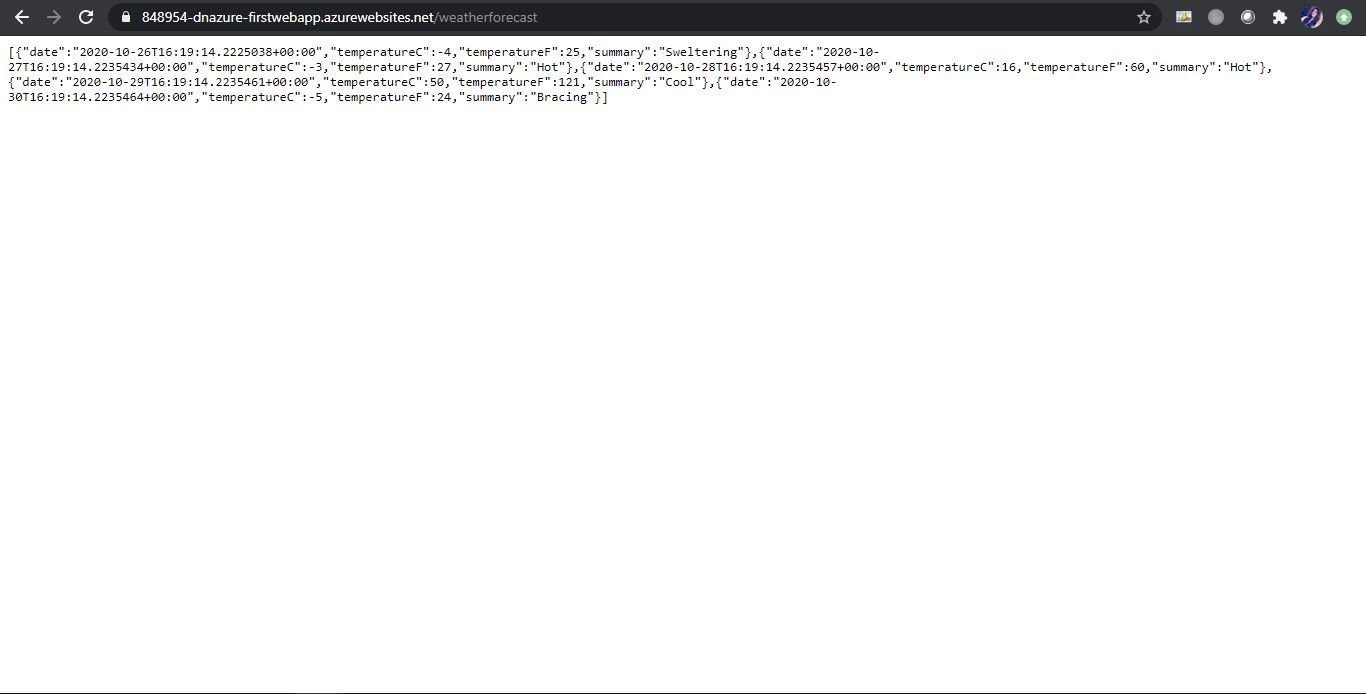 848954-dnazure-firstwebapp.azurewebsites.net/weatherforecast
[{"date":"2020-10-26T16:19:14.2225038+00:00","temperatureC":-4,"temperatureF":25,"summary":"Sweltering"},{"date":"2020-10-
27T16:19:14.2235434+00:00","temperatureC":-3,"temperatureF":27,"summary":"Hot"},{"date":"2020-10-28T16:19:14.2235457+00:00","temperatureC":16,"temperatureF":60,"summary":"Hot"},
{"date":"2020-10-29T16:19:14.2235461+00:00","temperatureC":50,"temperatureF":121,"summary":"Cool"},{"date":"2020-10-
30T16:19:14.2235464+00:00","temperatureC":-5,"temperatureF":24,"summary":"Bracing"}]